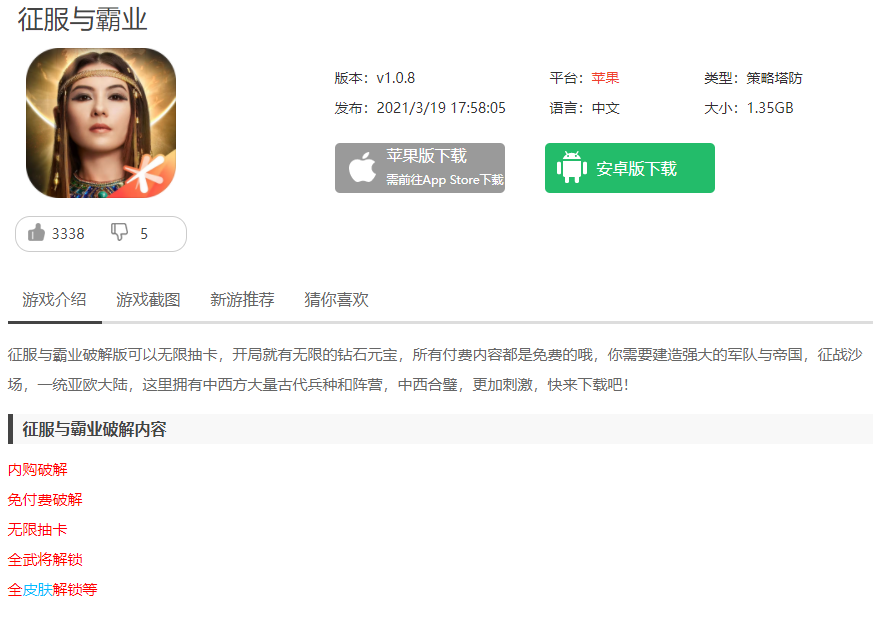 征服与霸业
版本：v1.0.8
平台：苹果
类型：策略塔防
发布：2021/3/19 17:58:05
语言：中文
大小：1.35GB
苹果版下载
需前往App Store下载
安卓版下载
3338
5
游戏介绍
游戏截图
新游推荐
猜你喜欢
征服与霸业破解版可以无限抽卡，开局就有无限的钻石元宝，所有付费内容都是免费的哦，你需要建造强大的军队与帝国，征战沙
场，一统亚欧大陆，这里拥有中西方大量古代兵种和阵营，中西合璧，更加刺激，快来下载吧！
征服与霸业破解内容
内购破解
免付费破解
无限抽卡
全武将解锁
全皮肤解锁等